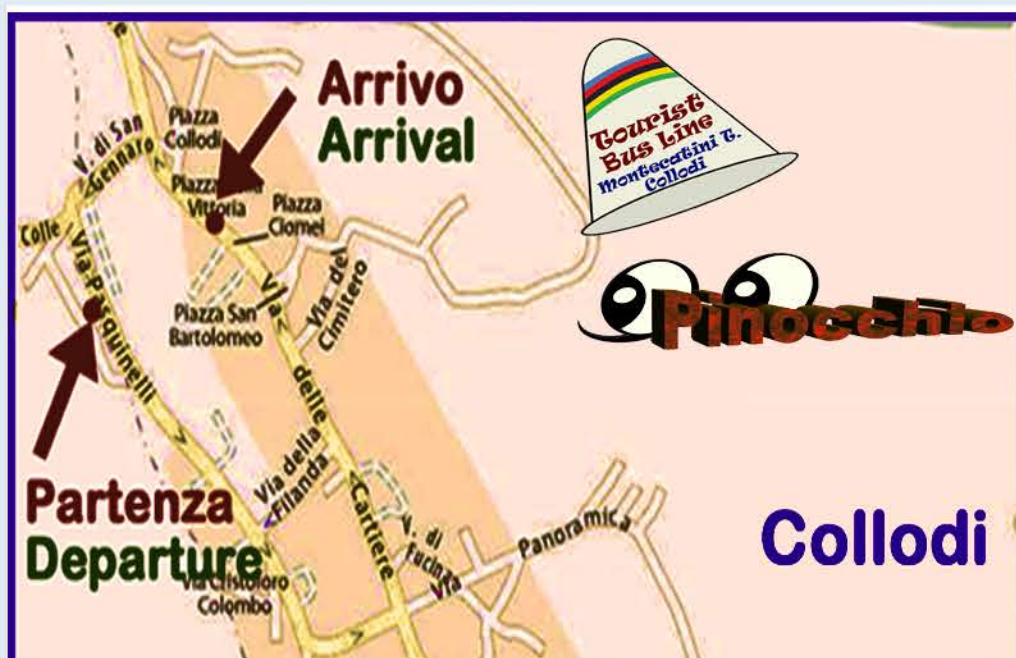 Arrivo
Arrival
Piazza
Collodi
V. di San
Gennaro
Piazza
Vittoria
Piazza
Ciomei
Colle
Via Pasquinelli
Piazza San
Bartolomeo
Via delle Cartiere
Via del
Cimitero
Via della
Filanda
V. di
Fucinaia
Via Panoramica
Via Cristoforo
Colombo
Partenza
Departure
Tourist
Bus Line
Montecatini T.
Collodi
Pinocchio
Collodi